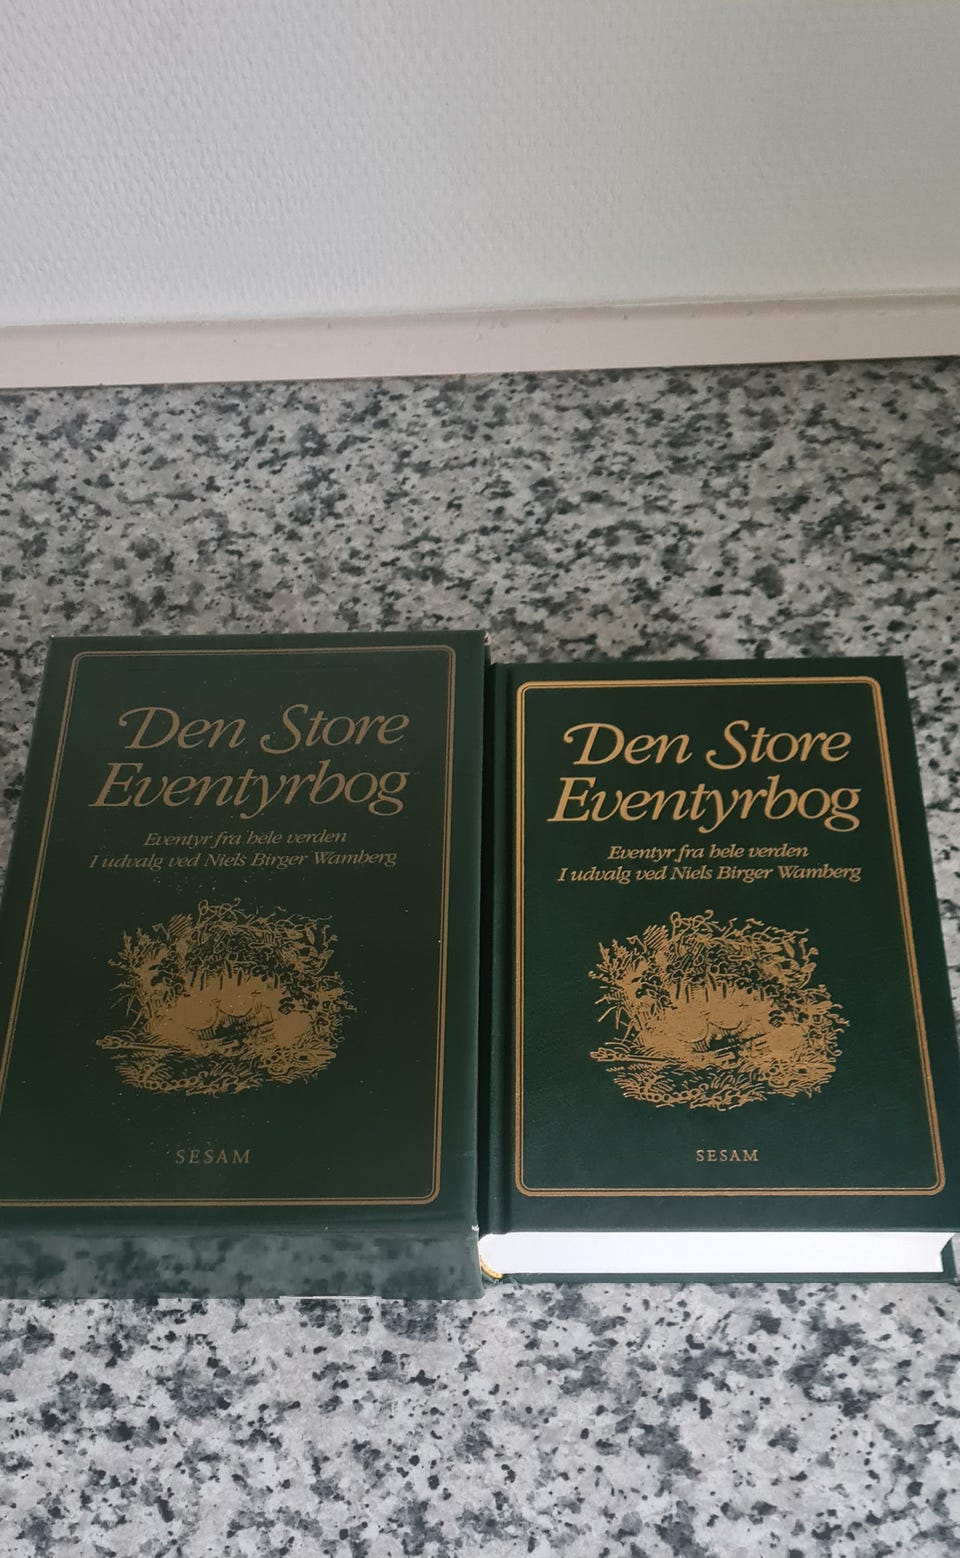 Den Store
Eventyrbog
Eventyr fra hele verden
I udvalg ved Niels Birger Wamberg
SESAM
Den Store
Eventyrbog
Eventyr fra hele verden
I udvalg ved Niels Birger Wamberg
SESAM